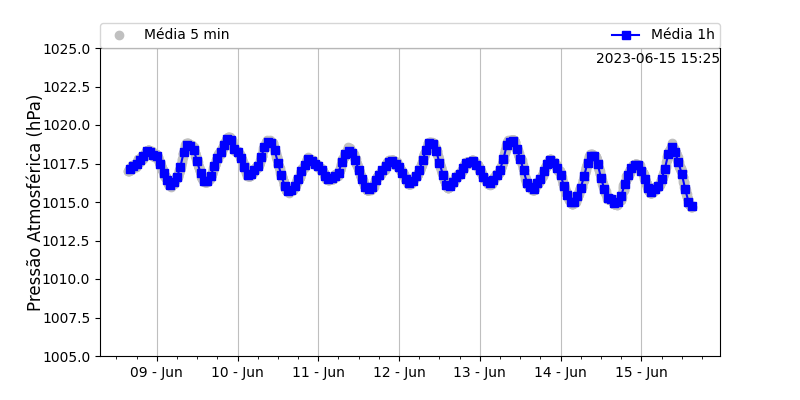 Média 5 min
Média 1h
2023-06-15 15:25
Pressão Atmosférica (hPa)
1025.0
1022.5
1020.0
1017.5
1015.0
1012.5
1010.0
1007.5
1005.0
09 - Jun
10 - Jun
11 - Jun
12 - Jun
13 - Jun
14 - Jun
15 - Jun